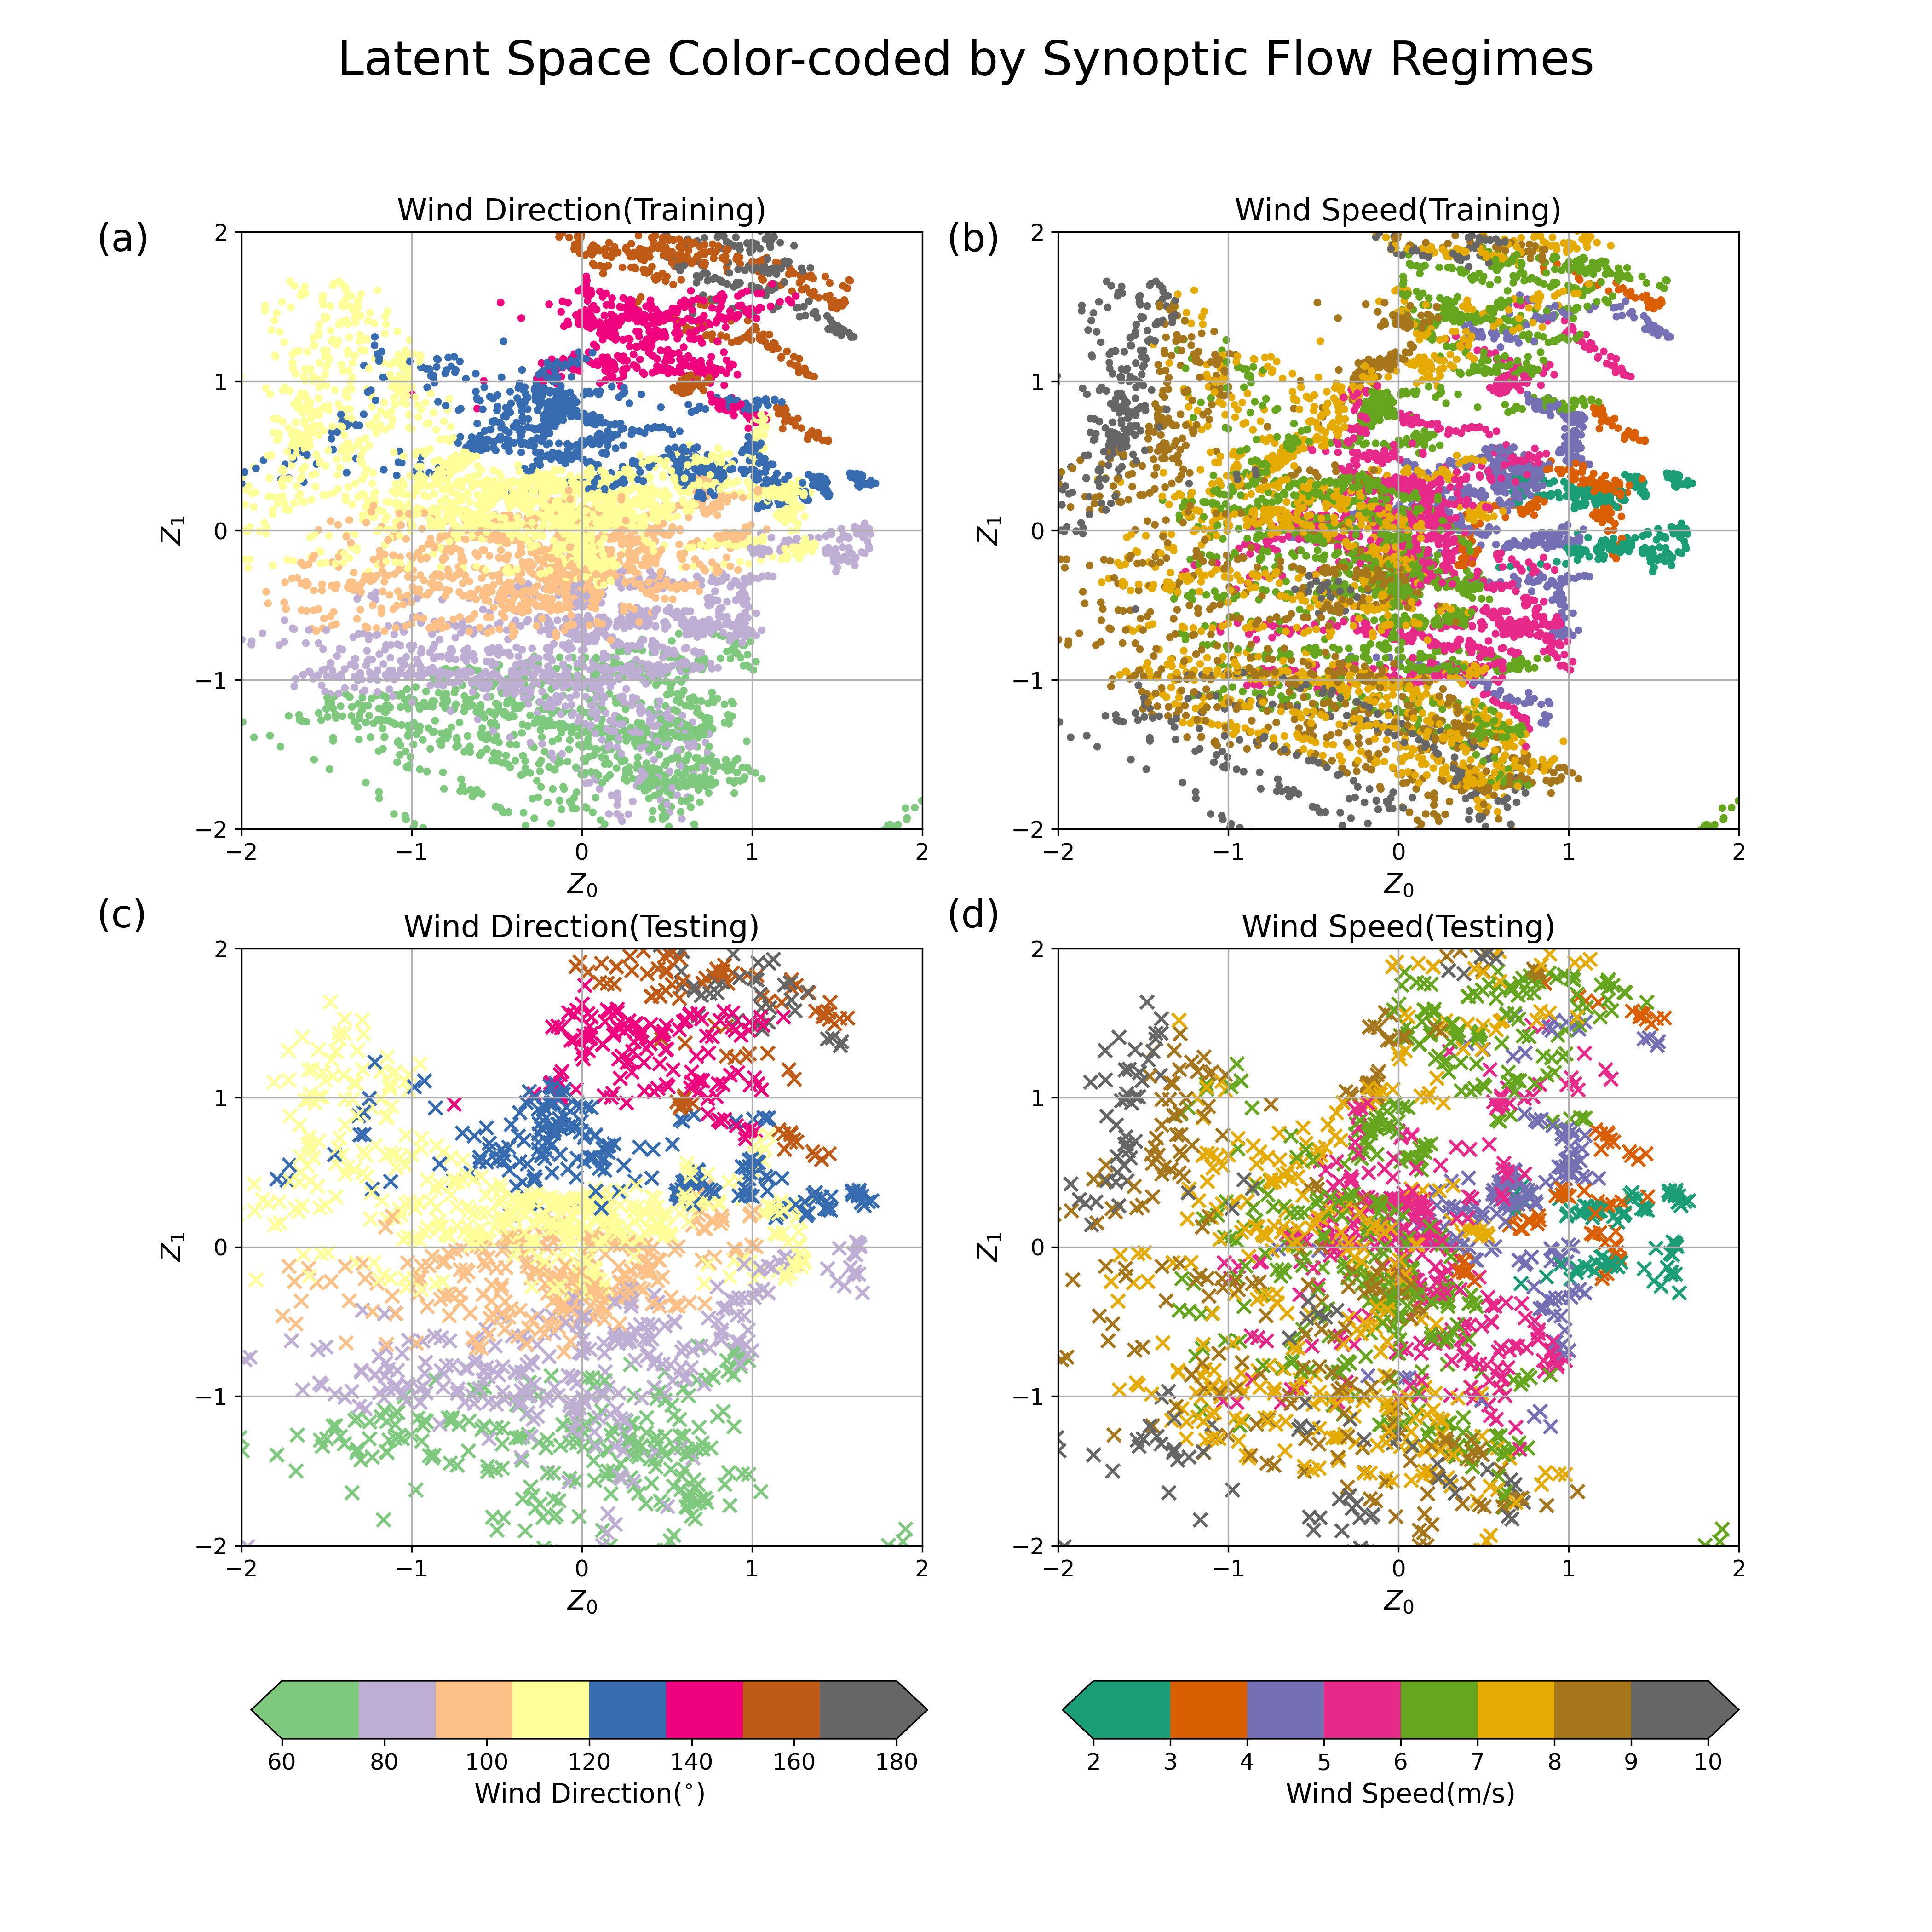 Latent Space Color-coded by Synoptic Flow Regimes
(a)
Wind Direction(Training)
2
1
0
−1
−2
Z₁
−2 −1 0 1 2
Z₀
(b)
Wind Speed(Training)
2
1
0
−1
−2
Z₁
−2 −1 0 1 2
Z₀
(c)
Wind Direction(Testing)
2
1
0
−1
−2
Z₁
−2 −1 0 1 2
Z₀
(d)
Wind Speed(Testing)
2
1
0
−1
−2
Z₁
−2 −1 0 1 2
Z₀
60 80 100 120 140 160 180
Wind Direction(°)
2 3 4 5 6 7 8 9 10
Wind Speed(m/s)